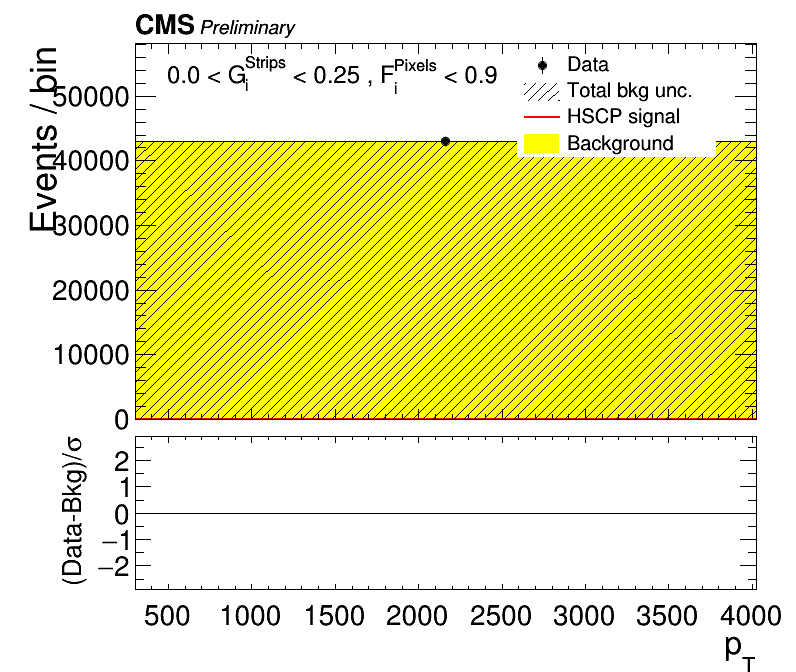 CMS Preliminary
0.0 < G_i^Strips < 0.25 , F_i^Pixels < 0.9
Data
Total bkg unc.
HSCP signal
Background
Events / bin
50000
40000
30000
20000
10000
0
(Data-Bkg)/σ
2
1
0
−1
−2
500 1000 1500 2000 2500 3000 3500 4000
p_T